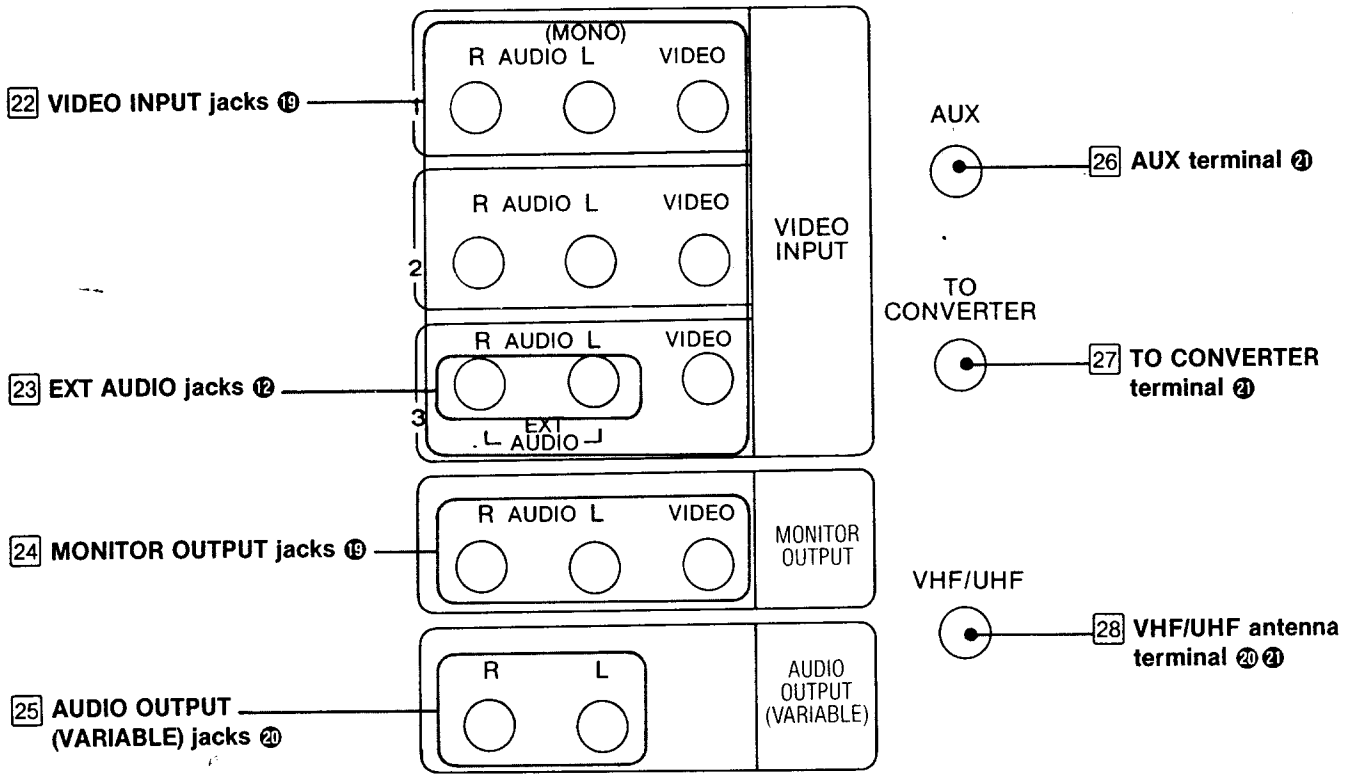 22 VIDEO INPUT jacks ⑲
(MONO)
R AUDIO L VIDEO
1
R AUDIO L VIDEO
2
VIDEO
INPUT
R AUDIO L VIDEO
23 EXT AUDIO jacks ⑫
3
EXT
AUDIO
24 MONITOR OUTPUT jacks ⑲
R AUDIO L VIDEO
MONITOR
OUTPUT
25 AUDIO OUTPUT
(VARIABLE) jacks ⑳
R L
AUDIO
OUTPUT
(VARIABLE)
AUX
26 AUX terminal ㉑
TO
CONVERTER
27 TO CONVERTER
terminal ㉑
VHF/UHF
28 VHF/UHF antenna
terminal ⑳ ㉑